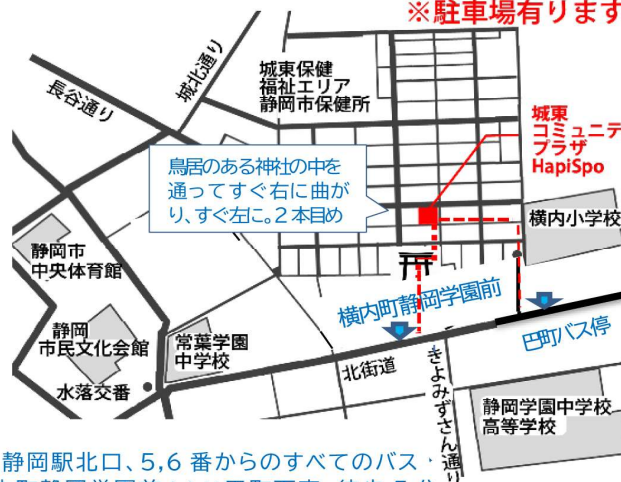 ※駐車場有ります
城北通り
長谷通り
城東保健
福祉エリア
静岡市保健所
城東
コミュニテ
プラザ
HapiSpo
鳥居のある神社の中を
通ってすぐ右に曲が
り、すぐ左に。2本目め
横内小学校
静岡市
中央体育館
横内町静岡学園前
巴町バス停
静岡
市民文化会館
常葉学園
中学校
水落交番
北街道
きよみずさん通り
静岡学園中学校
高等学校
静岡駅北口、5,6番からのすべてのバス・